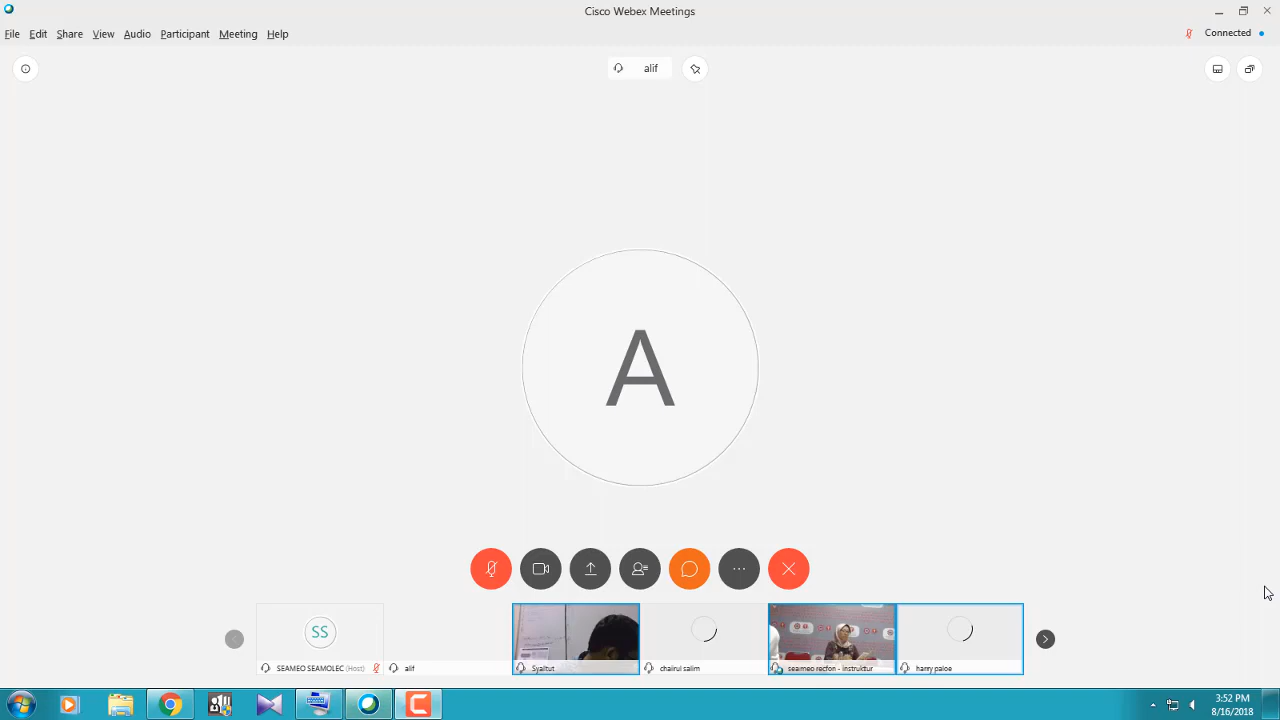 Cisco Webex Meetings
File Edit Share View Audio Participant Meeting Help
Connected
alif
A
SS
SEAMEO SEAMOLEC (Host)
alif
Syaltut
chairul salim
seameo recfon - instruktur
harry paloe
3:52 PM
8/16/2018